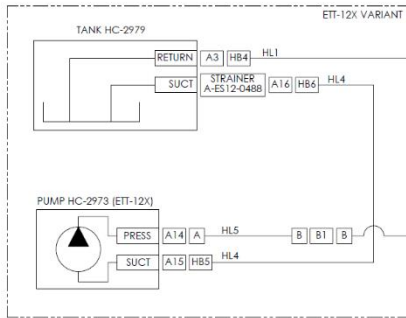 ETT-12X VARIANT
TANK HC-2979
RETURN A3 HB4 HL1
SUCT STRAINER A-ES12-0488 A16 HB6 HL4
PUMP HC-2973 (ETT-12X)
PRESS A14 A HL5 B B1 B
SUCT A15 HB5 HL4